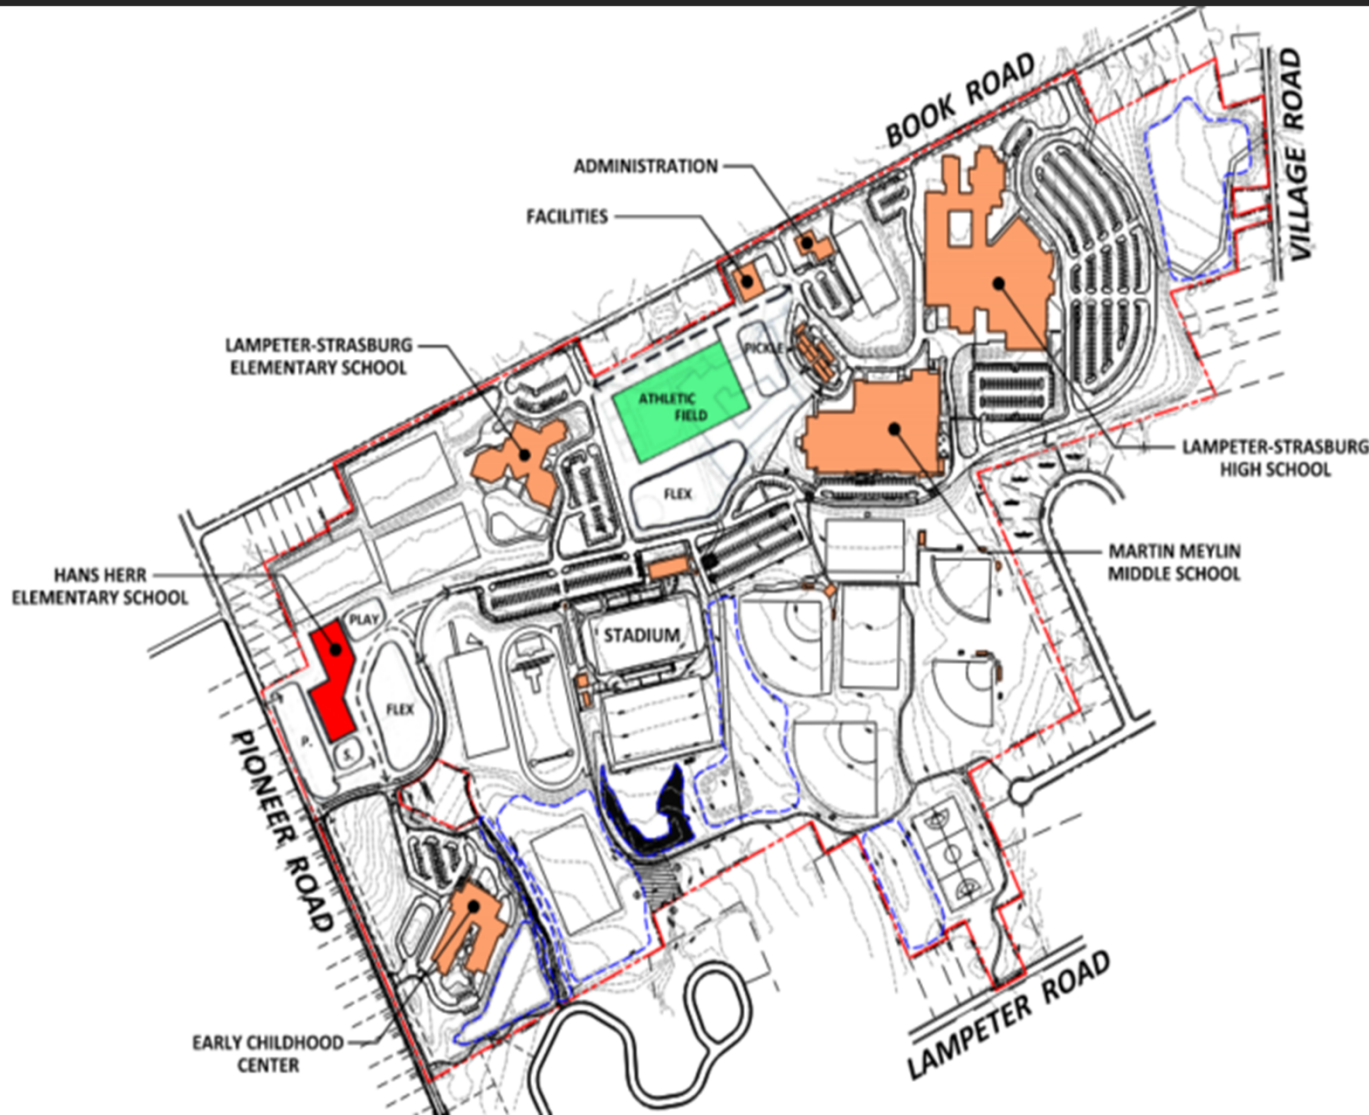 BOOK ROAD
VILLAGE ROAD
ADMINISTRATION
FACILITIES
LAMPETER-STRASBURG
ELEMENTARY SCHOOL
PICKLE
ATHLETIC
FIELD
LAMPETER-STRASBURG
HIGH SCHOOL
FLEX
MARTIN MEYLIN
MIDDLE SCHOOL
HANS HERR
ELEMENTARY SCHOOL
PLAY
STADIUM
FLEX
P.
PIONEER ROAD
LAMPETER ROAD
EARLY CHILDHOOD
CENTER